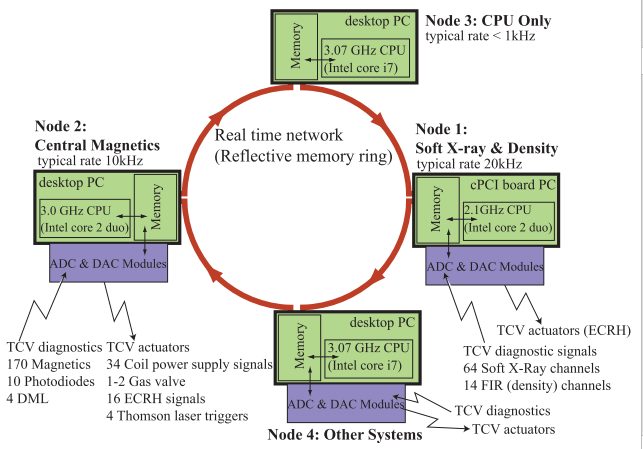 desktop PC
Memory
3.07 GHz CPU
(Intel core i7)
Node 3: CPU Only
typical rate < 1kHz
Node 2:
Central Magnetics
typical rate 10kHz
desktop PC
3.0 GHz CPU
(Intel core 2 duo)
Memory
ADC & DAC Modules
Real time network
(Reflective memory ring)
Node 1:
Soft X-ray & Density
typical rate 20kHz
cPCI board PC
Memory
2.1GHz CPU
(Intel core 2 duo)
ADC & DAC Modules
TCV diagnostics
170 Magnetics
10 Photodiodes
4 DML
TCV actuators
34 Coil power supply signals
1-2 Gas valve
16 ECRH signals
4 Thomson laser triggers
desktop PC
Memory
3.07 GHz CPU
(Intel core i7)
ADC & DAC Modules
Node 4: Other Systems
TCV actuators (ECRH)
TCV diagnostic signals
64 Soft X-Ray channels
14 FIR (density) channels
TCV diagnostics
TCV actuators